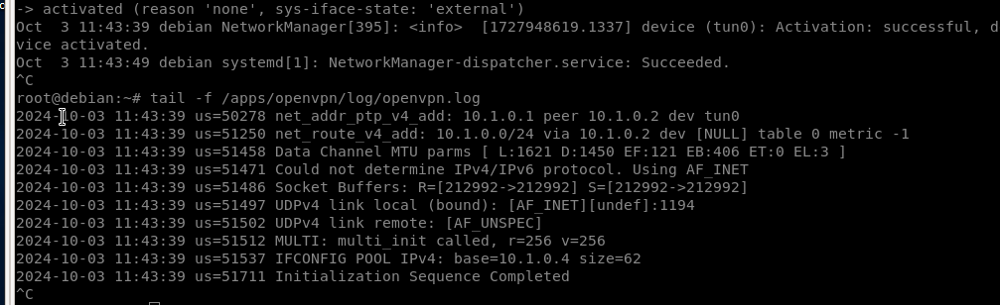 -> activated (reason 'none', sys-iface-state: 'external')
Oct  3 11:43:39 debian NetworkManager[395]: <info>  [1727948619.1337] device (tun0): Activation: successful, d
vice activated.
Oct  3 11:43:49 debian systemd[1]: NetworkManager-dispatcher.service: Succeeded.
^C
root@debian:~# tail -f /apps/openvpn/log/openvpn.log
2024-10-03 11:43:39 us=50278 net_addr_ptp_v4_add: 10.1.0.1 peer 10.1.0.2 dev tun0
2024-10-03 11:43:39 us=51250 net_route_v4_add: 10.1.0.0/24 via 10.1.0.2 dev [NULL] table 0 metric -1
2024-10-03 11:43:39 us=51458 Data Channel MTU parms [ L:1621 D:1450 EF:121 EB:406 ET:0 EL:3 ]
2024-10-03 11:43:39 us=51471 Could not determine IPv4/IPv6 protocol. Using AF_INET
2024-10-03 11:43:39 us=51486 Socket Buffers: R=[212992->212992] S=[212992->212992]
2024-10-03 11:43:39 us=51497 UDPv4 link local (bound): [AF_INET][undef]:1194
2024-10-03 11:43:39 us=51502 UDPv4 link remote: [AF_UNSPEC]
2024-10-03 11:43:39 us=51512 MULTI: multi_init called, r=256 v=256
2024-10-03 11:43:39 us=51537 IFCONFIG POOL IPv4: base=10.1.0.4 size=62
2024-10-03 11:43:39 us=51711 Initialization Sequence Completed
^C